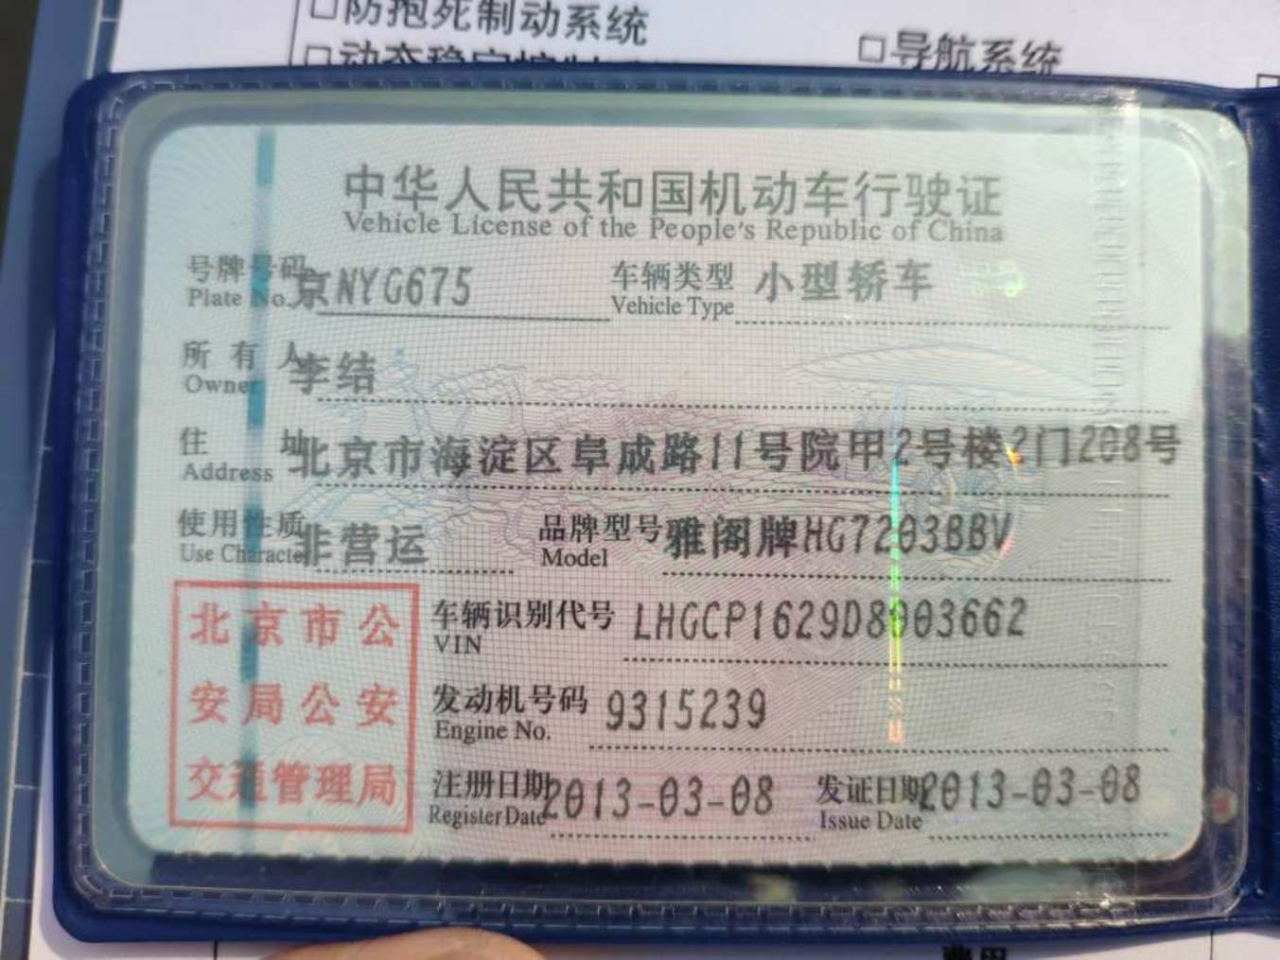 □防抱死制动系统
□导航系统
中华人民共和国机动车行驶证
Vehicle License of the People's Republic of China
号牌号码 京NYG675 车辆类型 小型轿车
Plate No. Vehicle Type
所有人 李结
Owner
住址 北京市海淀区阜成路11号院甲2号楼2门208号
Address
使用性质 非营运 品牌型号 雅阁牌HG7203BBV
Use Character Model
北京市公
安局公安
交通管理局
车辆识别代号 LHGCP1629D8003662
VIN
发动机号码 9315239
Engine No.
注册日期 2013-03-08 发证日期 2013-03-08
Register Date Issue Date